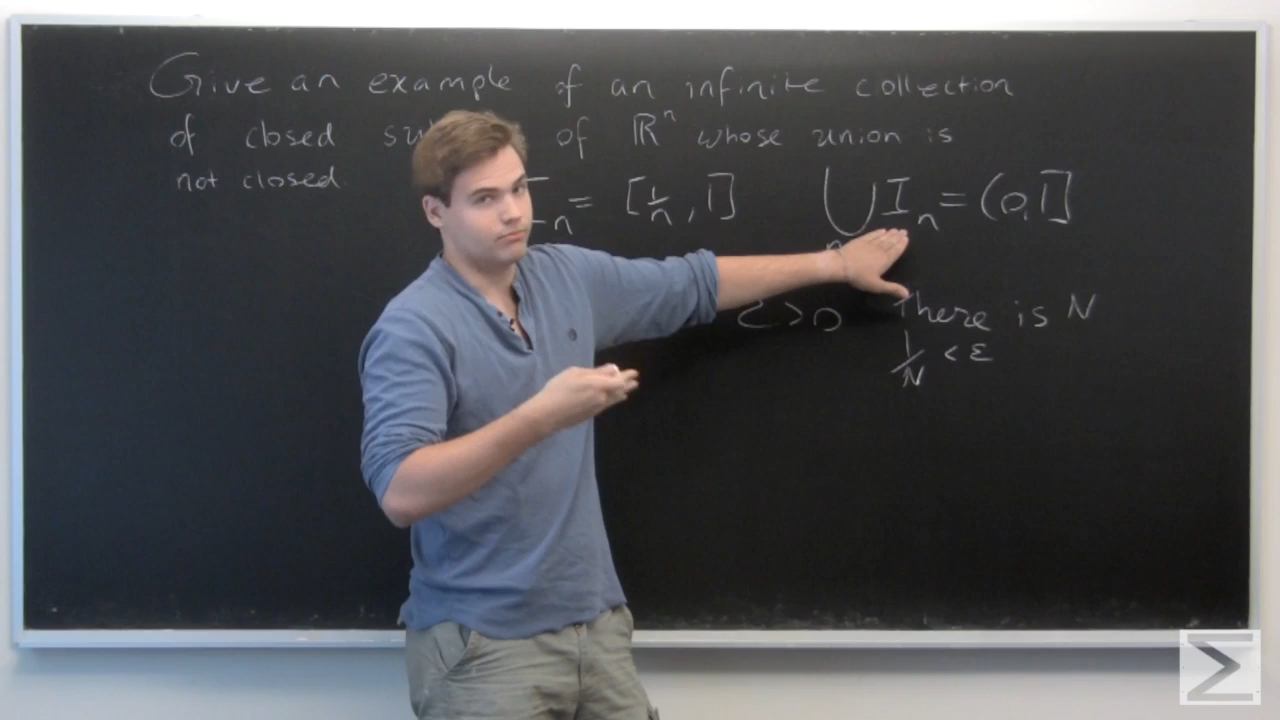 Give an example of an infinite collection
of closed of ℝⁿ whose union is
not closed.
ₙ = [1/n, 1] ⋃ₙ Iₙ = (0, 1]
> 0 there is N
1/N < ε
Σ